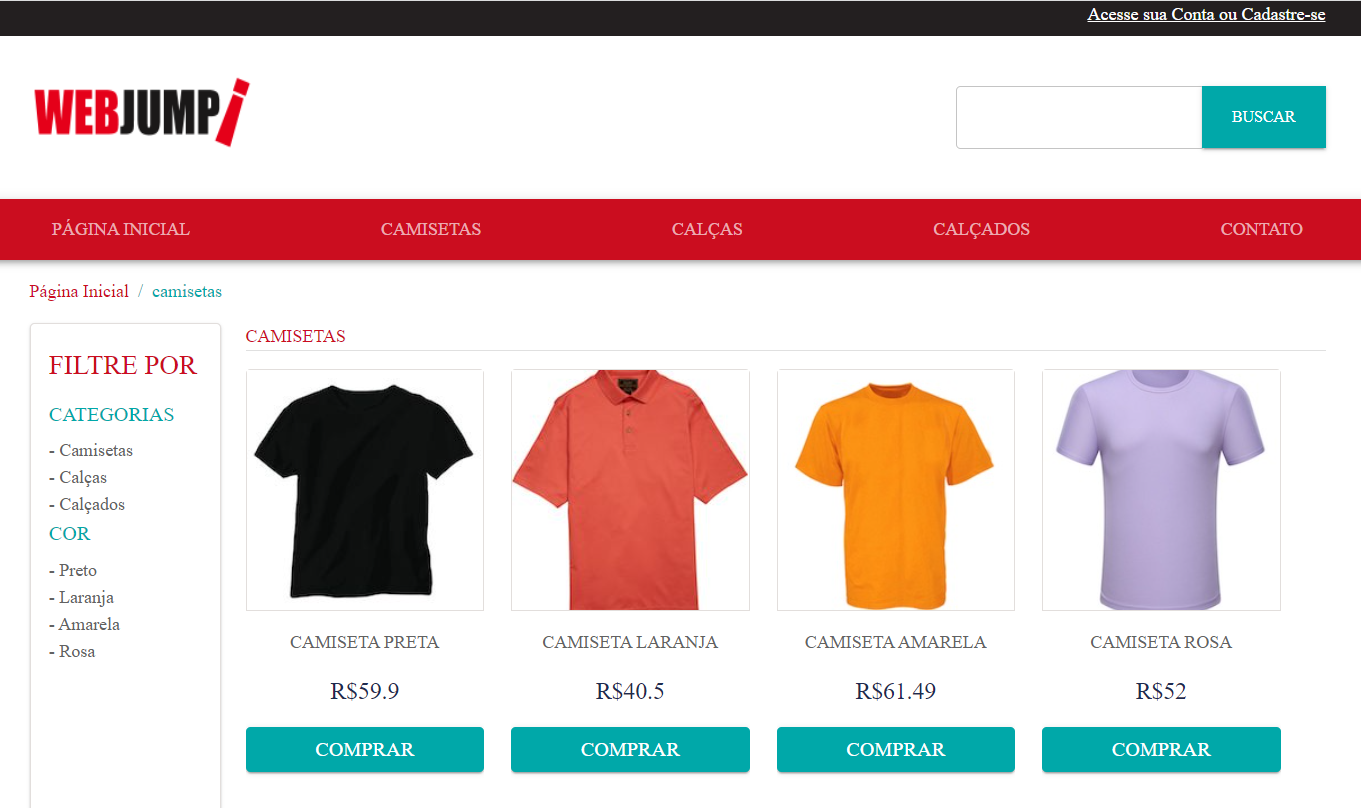 Acesse sua Conta ou Cadastre-se
WEBJUMP!
BUSCAR
PÁGINA INICIAL CAMISETAS CALÇAS CALÇADOS CONTATO
Página Inicial / camisetas
FILTRE POR
CATEGORIAS
- Camisetas
- Calças
- Calçados
COR
- Preto
- Laranja
- Amarela
- Rosa
CAMISETAS
CAMISETA PRETA CAMISETA LARANJA CAMISETA AMARELA CAMISETA ROSA
R$59.9 R$40.5 R$61.49 R$52
COMPRAR COMPRAR COMPRAR COMPRAR